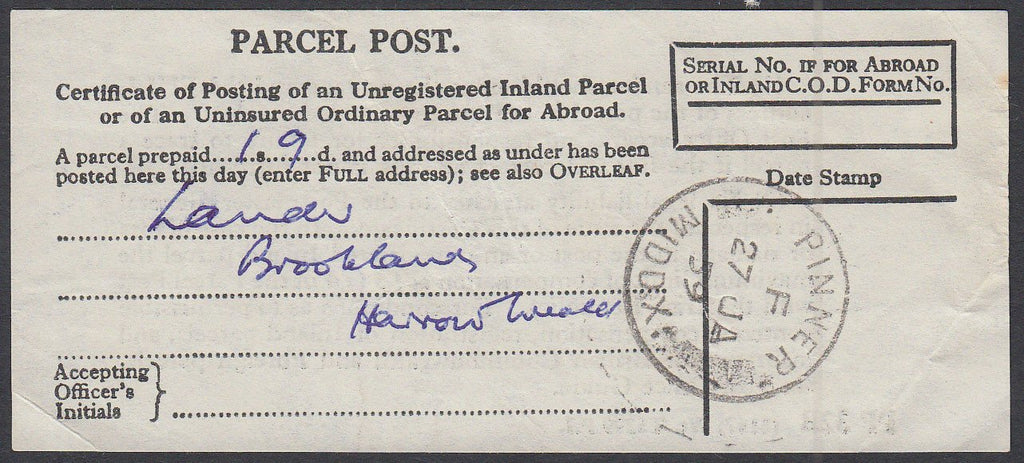 PARCEL POST.
Certificate of Posting of an Unregistered Inland Parcel
or of an Uninsured Ordinary Parcel for Abroad.
A parcel prepaid....1.s...9...d. and addressed as under has been
posted here this day (enter FULL address); see also OVERLEAF.
Brooklands
Harrow Weald
Accepting
Officer's
Initials
SERIAL NO. IF FOR ABROAD
OR INLAND C.O.D. FORM NO.
Date Stamp
PINNER
F
27 JA
59
MIDDX